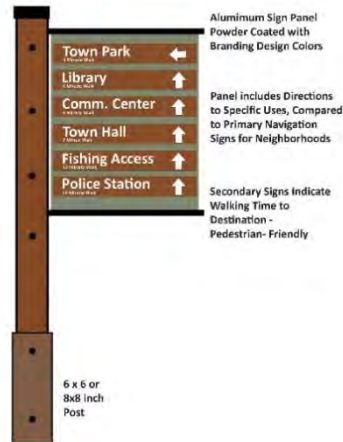 Alumimum Sign Panel
Powder Coated with
Branding Design Colors
Town Park
Library
Comm. Center
Town Hall
Fishing Access
Police Station
Panel includes Directions
to Specific Uses, Compared
to Primary Navigation
Signs for Neighborhoods
Secondary Signs Indicate
Walking Time to
Destination -
Pedestrian- Friendly
6 x 6 or
8x8 inch
Post